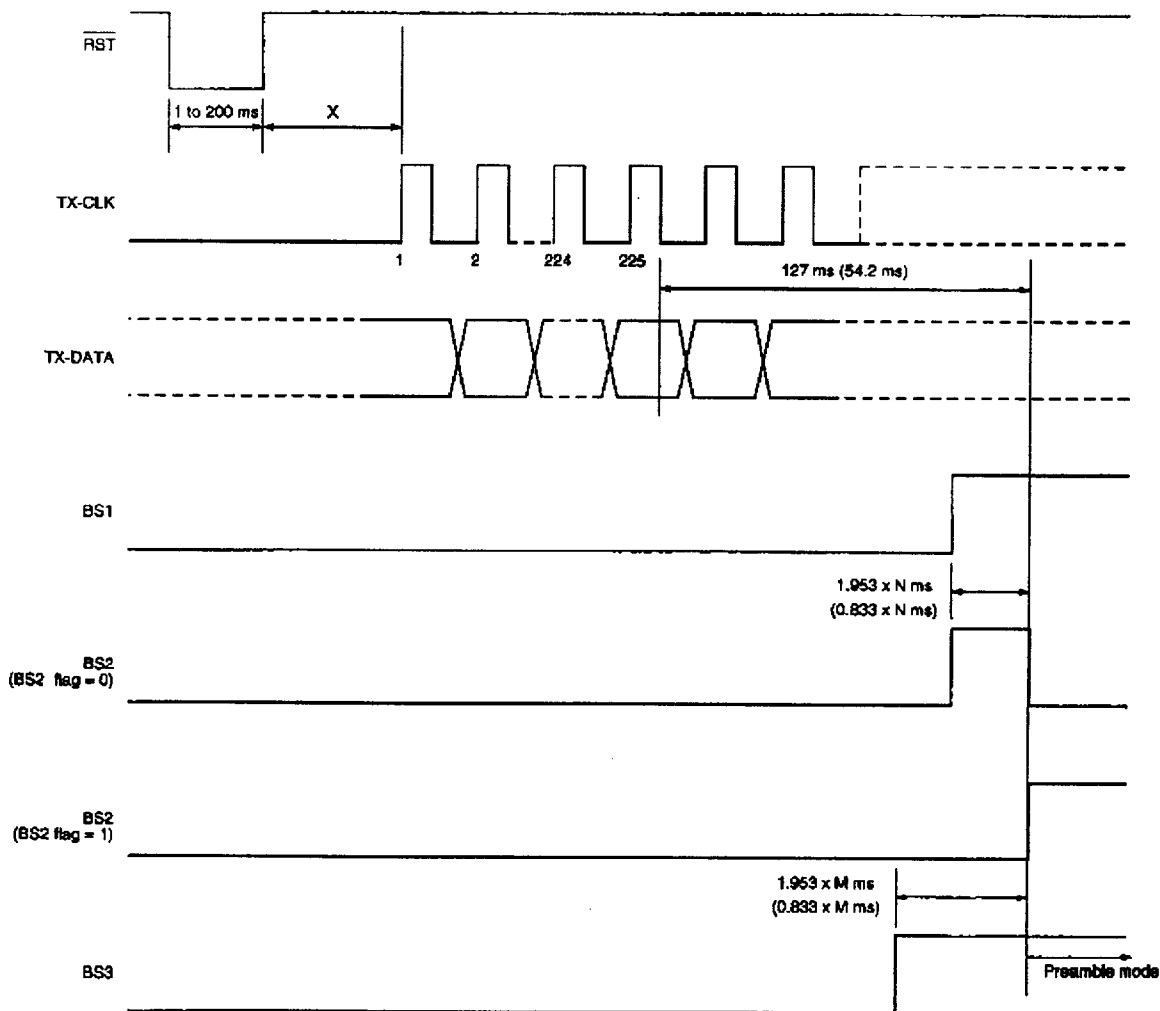 RST
1 to 200 ms
X
TX-CLK
1
2
224
225
127 ms (54.2 ms)
TX-DATA
BS1
1.953 x N ms
(0.833 x N ms)
BS2
(BS2 flag = 0)
BS2
(BS2 flag = 1)
1.953 x M ms
(0.833 x M ms)
BS3
Preamble mode